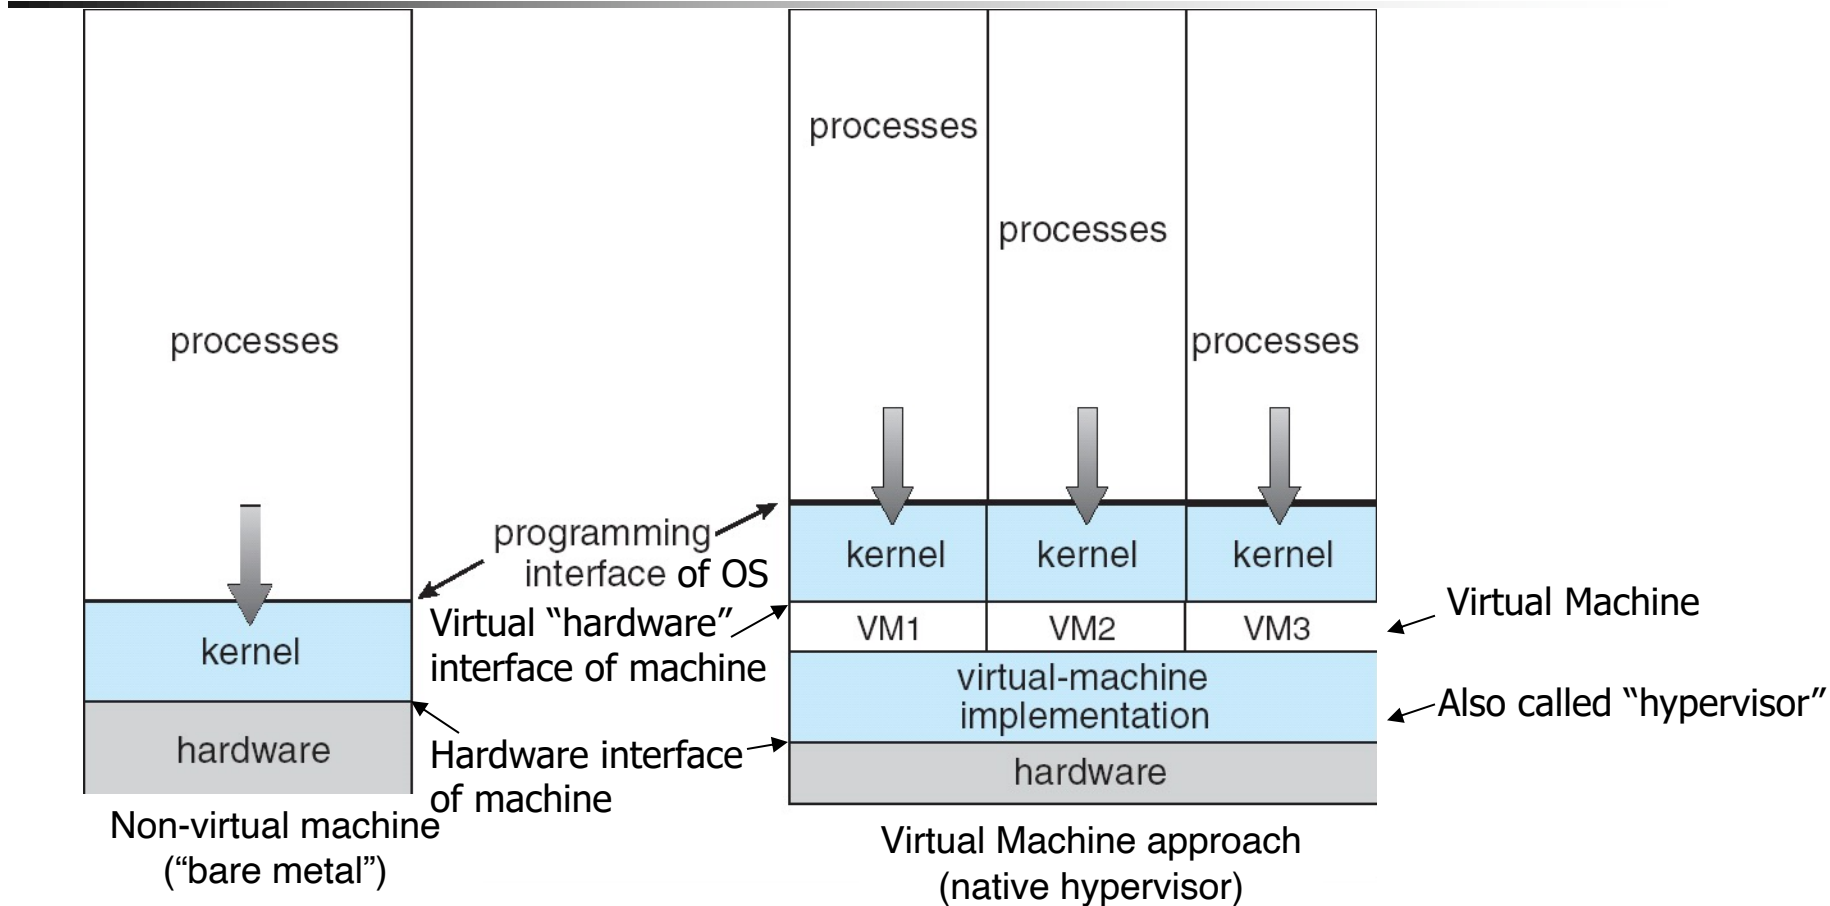 processes
kernel
hardware
Non-virtual machine
(“bare metal”)
programming
interface of OS
Virtual “hardware”
interface of machine
Hardware interface
of machine
processes
processes
processes
kernel
kernel
kernel
VM1
VM2
VM3
virtual-machine
implementation
hardware
Virtual Machine approach
(native hypervisor)
Virtual Machine
Also called “hypervisor”